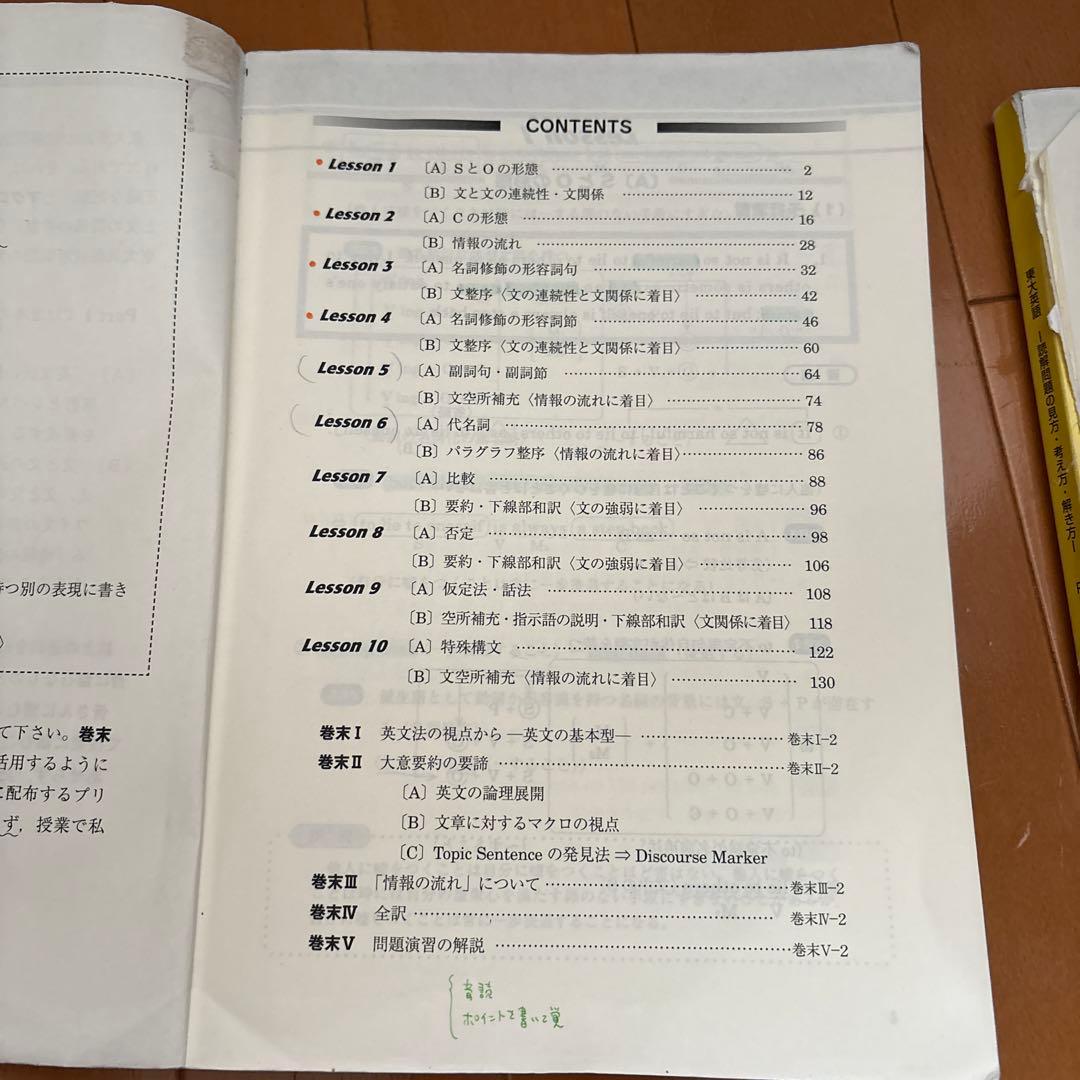 持つ別の表現に書き
て下さい。巻末
活用するように
に配布するプリ
ず，授業で私
CONTENTS
Lesson 1 〔A〕SとOの形態 2
〔B〕文と文の連続性・文関係 12
Lesson 2 〔A〕Cの形態 16
〔B〕情報の流れ 28
Lesson 3 〔A〕名詞修飾の形容詞句 32
〔B〕文整序〈文の連続性と文関係に着目〉 42
Lesson 4 〔A〕名詞修飾の形容詞節 46
〔B〕文整序〈文の連続性と文関係に着目〉 60
Lesson 5 〔A〕副詞句・副詞節 64
〔B〕文空所補充〈情報の流れに着目〉 74
Lesson 6 〔A〕代名詞 78
〔B〕パラグラフ整序〈情報の流れに着目〉 86
Lesson 7 〔A〕比較 88
〔B〕要約・下線部和訳〈文の強弱に着目〉 96
Lesson 8 〔A〕否定 98
〔B〕要約・下線部和訳〈文の強弱に着目〉 106
Lesson 9 〔A〕仮定法・話法 108
〔B〕空所補充・指示語の説明・下線部和訳〈文関係に着目〉 118
Lesson 10 〔A〕特殊構文 122
〔B〕文空所補充〈情報の流れに着目〉 130
巻末Ⅰ 英文法の視点から ―英文の基本型― 巻末Ⅰ-2
巻末Ⅱ 大意要約の要諦 巻末Ⅱ-2
〔A〕英文の論理展開
〔B〕文章に対するマクロの視点
〔C〕Topic Sentence の発見法 ⇒ Discourse Marker
巻末Ⅲ 「情報の流れ」について 巻末Ⅲ-2
巻末Ⅳ 全訳 巻末Ⅳ-2
巻末Ⅴ 問題演習の解説 巻末Ⅴ-2
音読
ポイントを書いて覚
東大英語 ―読解問題の見方・考え方・解き方―